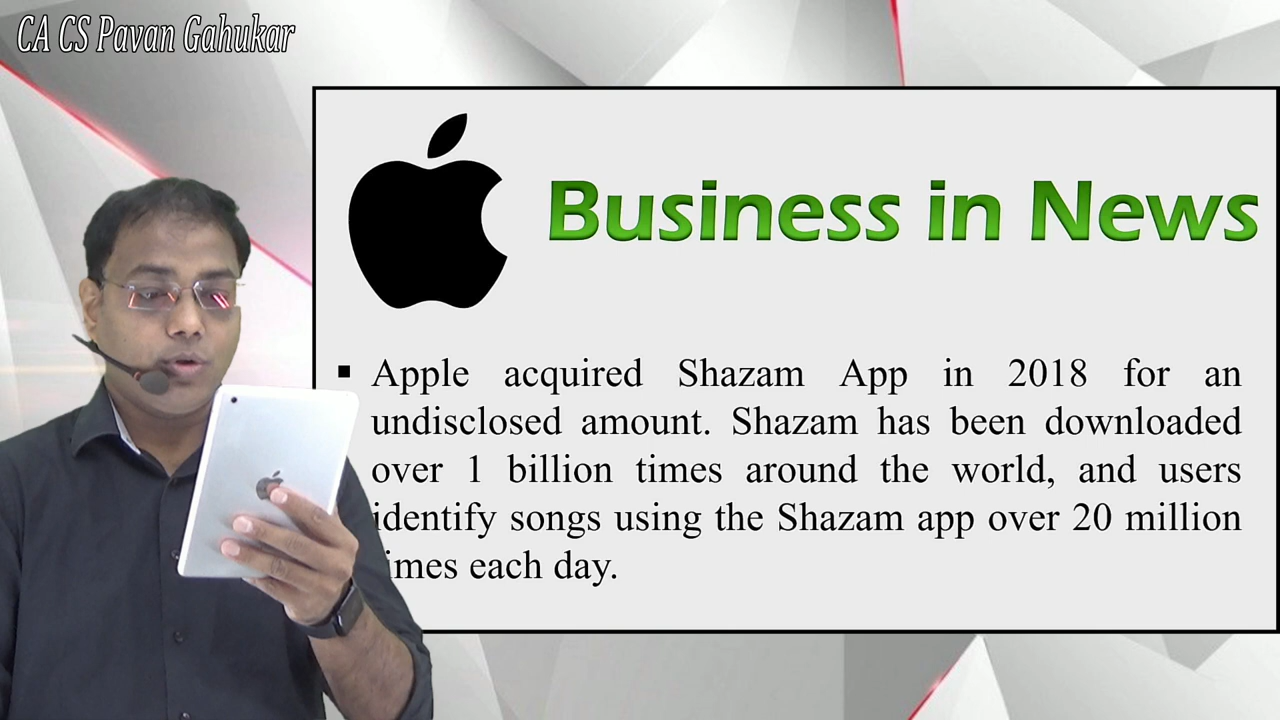 CA CS Pavan Gahukar
Business in News
▪ Apple acquired Shazam App in 2018 for an
undisclosed amount. Shazam has been downloaded
over 1 billion times around the world, and users
identify songs using the Shazam app over 20 million
imes each day.